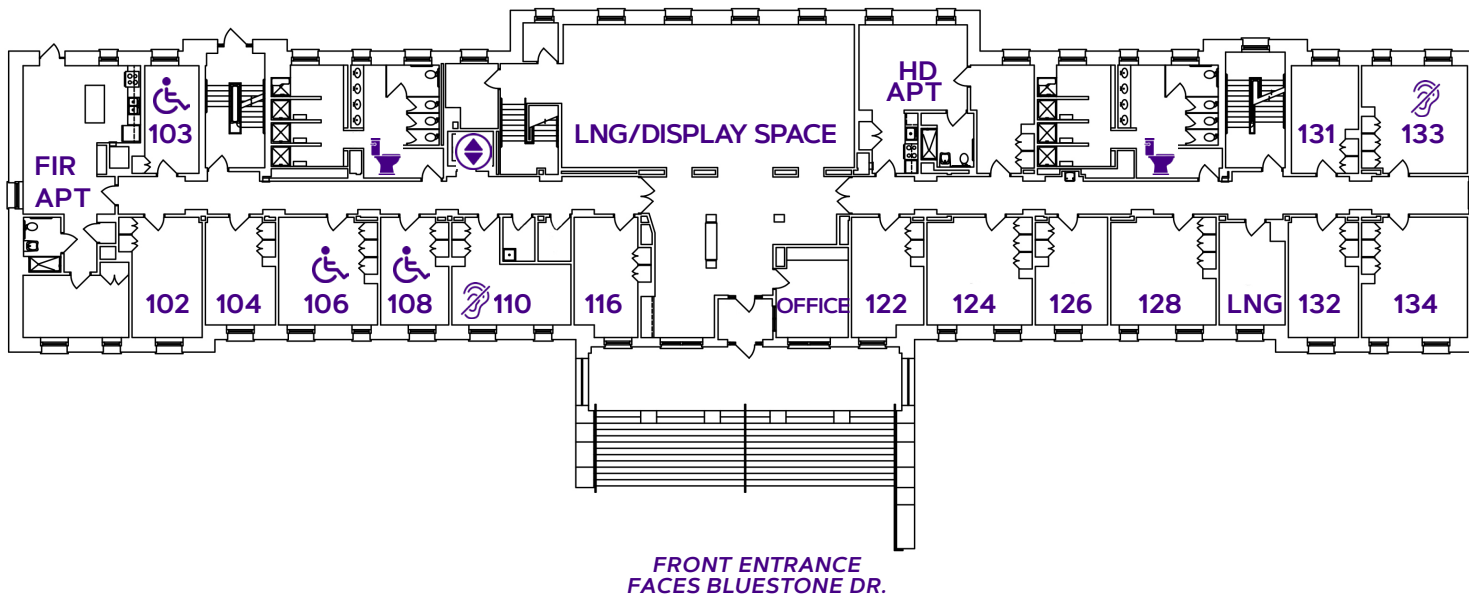 HD
APT
103
LNG/DISPLAY SPACE
131
133
FIR
APT
102
104
106
108
110
116
OFFICE
122
124
126
128
LNG
132
134
FRONT ENTRANCE
FACES BLUESTONE DR.